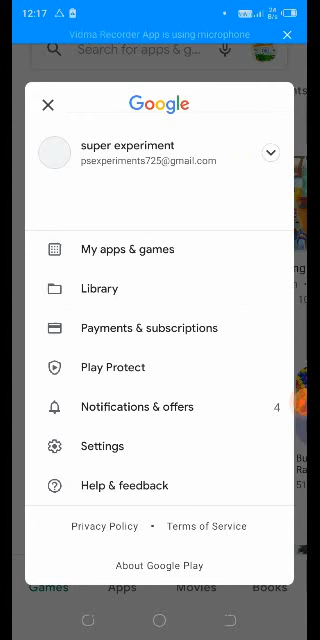 12:17
24
B/s
Vidma Recorder App is using microphone
Search for apps & g...
Google
super experiment
psexperiments725@gmail.com
My apps & games
Library
Payments & subscriptions
Play Protect
Notifications & offers 4
Settings
Help & feedback
Privacy Policy • Terms of Service
About Google Play
Games Apps Movies Books